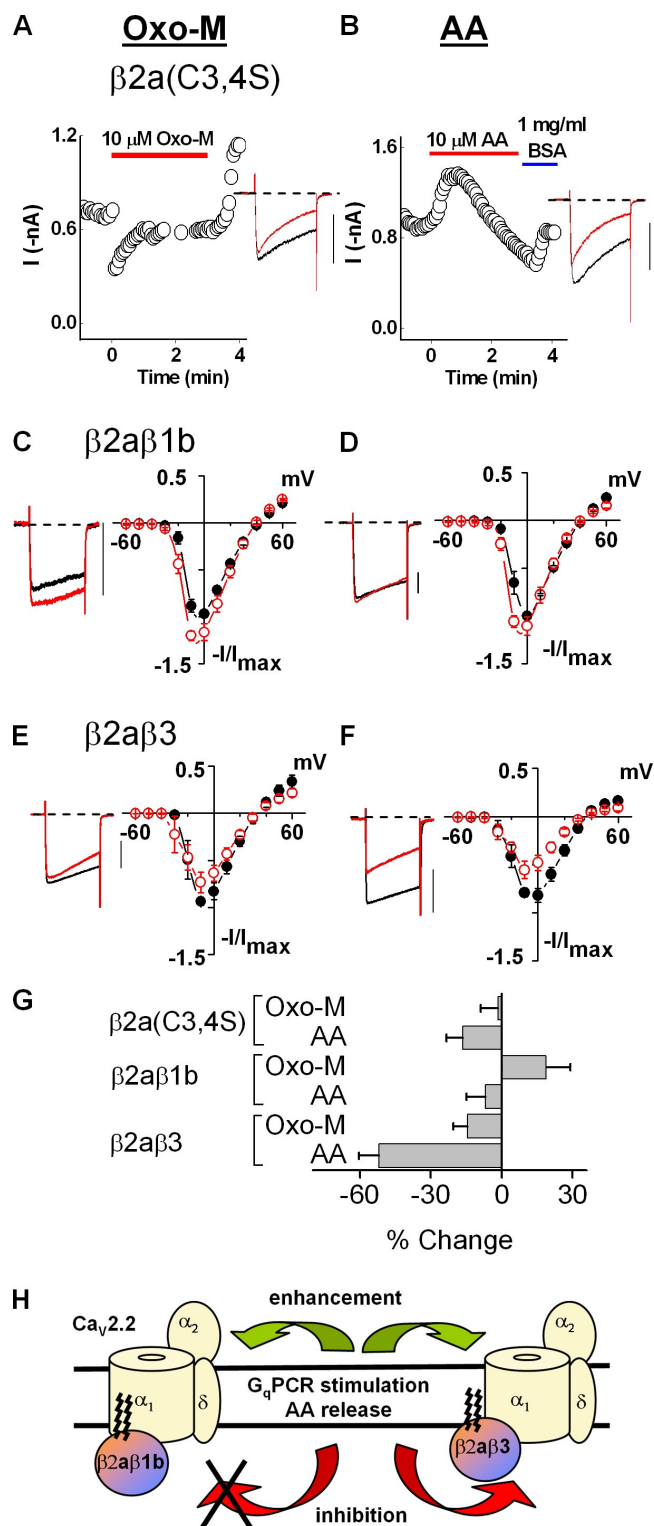 A Oxo-M B AA
β2a(C3,4S)
10 μM Oxo-M
1.2
0.6
0.0
I (-nA)
0 2 4
Time (min)
1 mg/ml
10 μM AA BSA
1.6
0.8
0.0
I (-nA)
0 2 4
Time (min)
C β2aβ1b D
0.5 mV
-60 60
-1.5 -I/Imax
0.5 mV
-60 60
-1.5 -I/Imax
E β2aβ3 F
0.5 mV
-60 60
-1.5 -I/Imax
0.5 mV
-60 60
-1.5 -I/Imax
G
β2a(C3,4S) Oxo-M
AA
β2aβ1b Oxo-M
AA
β2aβ3 Oxo-M
AA
-60 -30 0 30
% Change
H
enhancement
CaV2.2
α2 α2
GqPCR stimulation
AA release
α1 δ α1 δ
β2aβ1b β2aβ3
inhibition